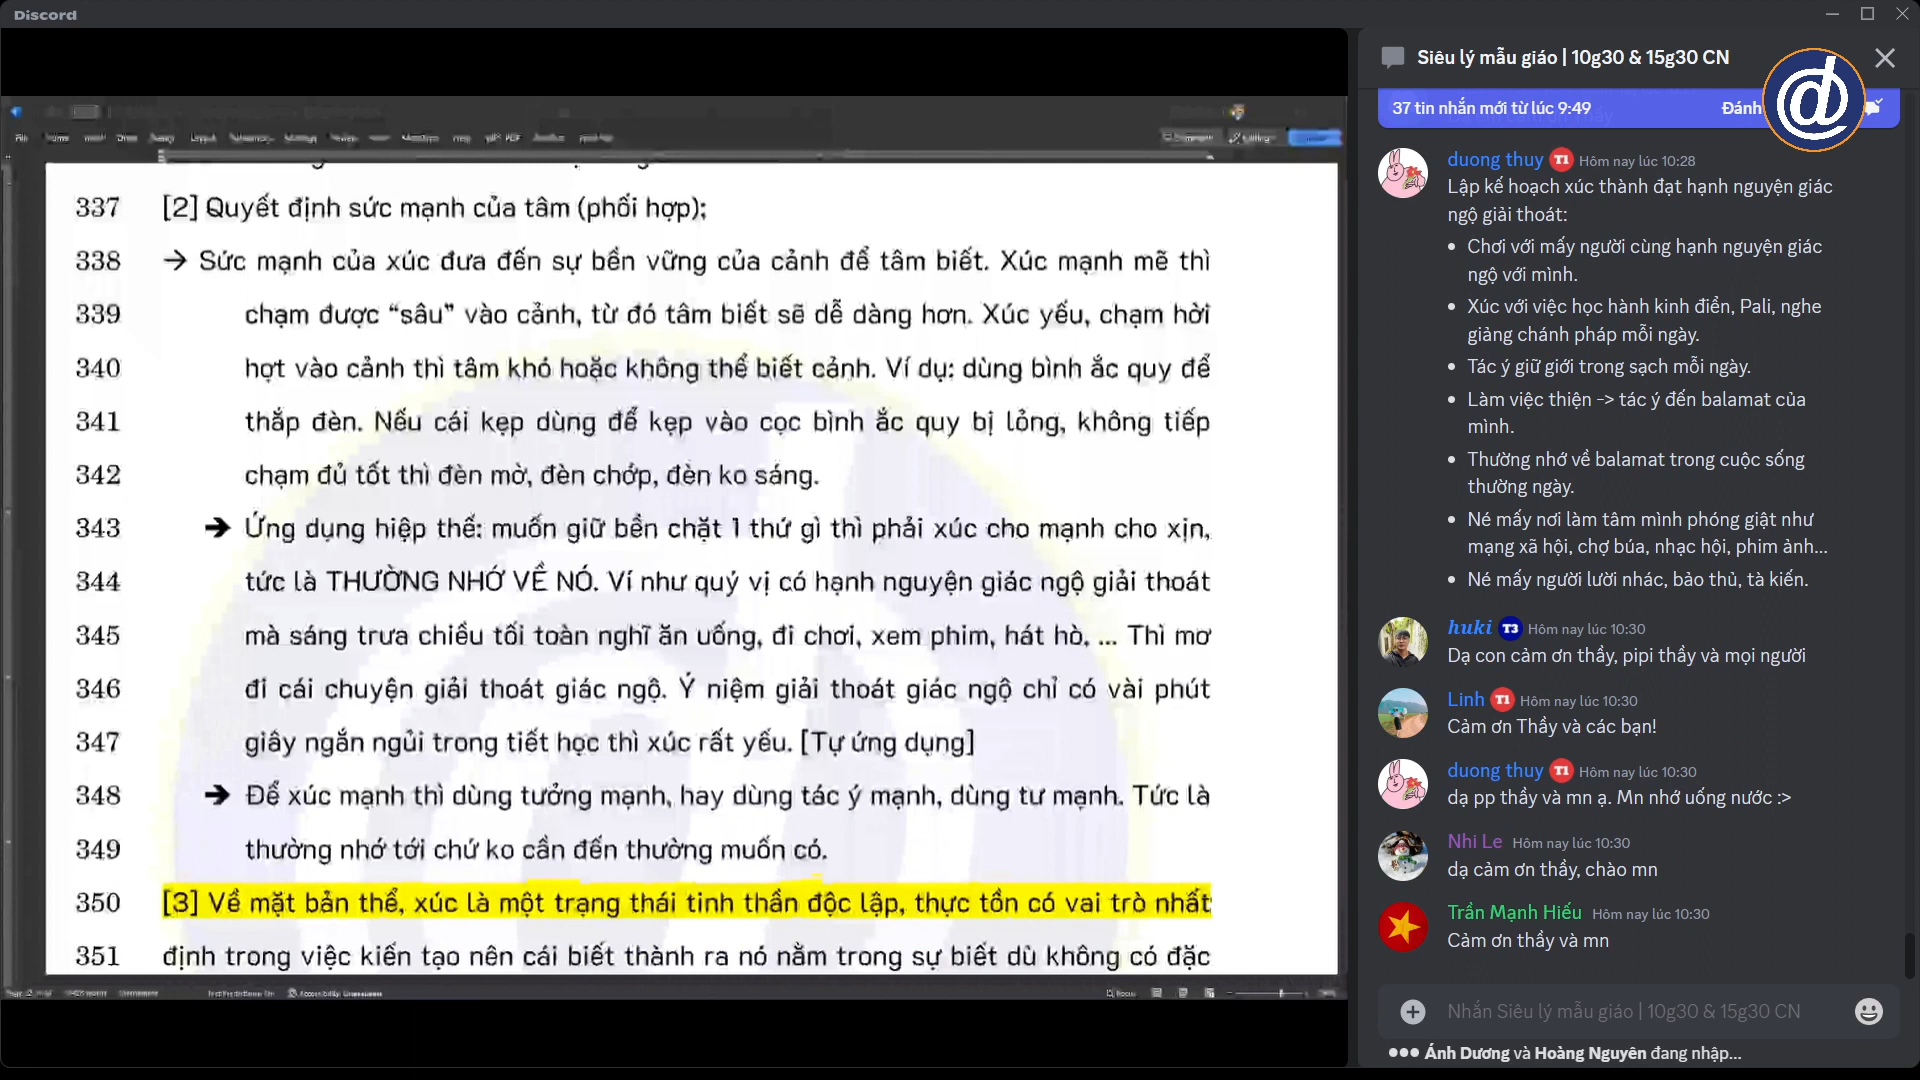 Discord
Siêu lý mẫu giáo | 10g30 & 15g30 CN
37 tin nhắn mới từ lúc 9:49
Đánh
337 [2] Quyết định sức mạnh của tâm (phối hợp);
338 → Sức mạnh của xúc đưa đến sự bền vững của cảnh để tâm biết. Xúc mạnh mẽ thì
339 chạm được “sâu” vào cảnh, từ đó tâm biết sẽ dễ dàng hơn. Xúc yếu, chạm hời
340 hợt vào cảnh thì tâm khó hoặc không thể biết cảnh. Ví dụ: dùng bình ắc quy để
341 thắp đèn. Nếu cái kẹp dùng để kẹp vào cọc bình ắc quy bị lỏng, không tiếp
342 chạm đủ tốt thì đèn mờ, đèn chớp, đèn ko sáng.
343 ➔ Ứng dụng hiệp thế: muốn giữ bền chặt 1 thứ gì thì phải xúc cho mạnh cho xịn,
344 tức là THƯỜNG NHỚ VỀ NÓ. Ví như quý vị có hạnh nguyện giác ngộ giải thoát
345 mà sáng trưa chiều tối toàn nghĩ ăn uống, đi chơi, xem phim, hát hò, ... Thì mơ
346 đi cái chuyện giải thoát giác ngộ. Ý niệm giải thoát giác ngộ chỉ có vài phút
347 giây ngắn ngủi trong tiết học thì xúc rất yếu. [Tự ứng dụng]
348 ➔ Để xúc mạnh thì dùng tưởng mạnh, hay dùng tác ý mạnh, dùng tư mạnh. Tức là
349 thường nhớ tới chứ ko cần đến thường muốn có.
350 [3] Về mặt bản thể, xúc là một trạng thái tinh thần độc lập, thực tồn có vai trò nhất
351 định trong việc kiến tạo nên cái biết thành ra nó nằm trong sự biết dù không có đặc
duong thuy T1 Hôm nay lúc 10:28
Lập kế hoạch xúc thành đạt hạnh nguyện giác
ngộ giải thoát:
• Chơi với mấy người cùng hạnh nguyện giác
ngộ với mình.
• Xúc với việc học hành kinh điển, Pali, nghe
giảng chánh pháp mỗi ngày.
• Tác ý giữ giới trong sạch mỗi ngày.
• Làm việc thiện -> tác ý đến balamat của
mình.
• Thường nhớ về balamat trong cuộc sống
thường ngày.
• Né mấy nơi làm tâm mình phóng giật như
mạng xã hội, chợ búa, nhạc hội, phim ảnh...
• Né mấy người lười nhác, bảo thủ, tà kiến.
huki T3 Hôm nay lúc 10:30
Dạ con cảm ơn thầy, pipi thầy và mọi người
Linh T1 Hôm nay lúc 10:30
Cảm ơn Thầy và các bạn!
duong thuy T1 Hôm nay lúc 10:30
dạ pp thầy và mn ạ. Mn nhớ uống nước :>
Nhi Le Hôm nay lúc 10:30
dạ cảm ơn thầy, chào mn
Trần Mạnh Hiếu Hôm nay lúc 10:30
Cảm ơn thầy và mn
Nhắn Siêu lý mẫu giáo | 10g30 & 15g30 CN
Ánh Dương và Hoàng Nguyên đang nhập...